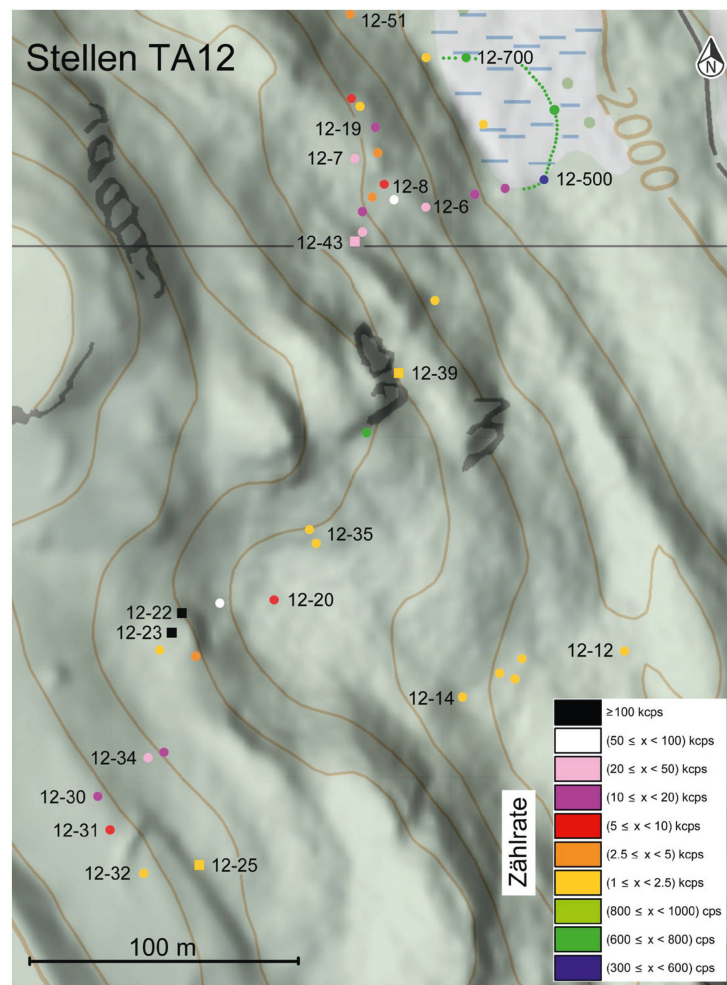 12-51
Stellen TA12
12-700
N
2000
12-19
12-7
12-8
12-500
12-6
12-43
12-39
12-35
12-20
12-22
12-23
12-12
12-14
12-34
12-30
12-31
12-32
12-25
100 m
Zählrate
≥100 kcps
(50 ≤ x < 100) kcps
(20 ≤ x < 50) kcps
(10 ≤ x < 20) kcps
(5 ≤ x < 10) kcps
(2.5 ≤ x < 5) kcps
(1 ≤ x < 2.5) kcps
(800 ≤ x < 1000) cps
(600 ≤ x < 800) cps
(300 ≤ x < 600) cps